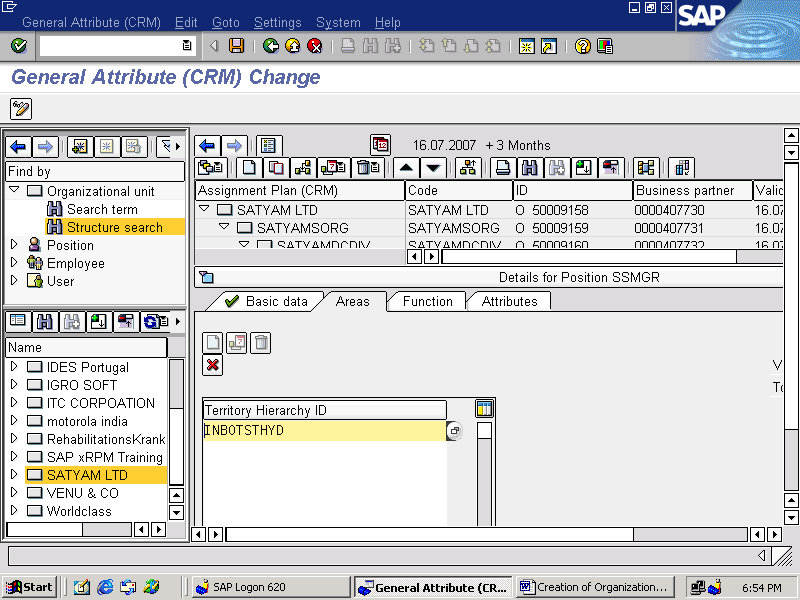 General Attribute (CRM) Edit Goto Settings System Help
SAP
General Attribute (CRM) Change
16.07.2007 + 3 Months
Find by
Organizational unit
Search term
Structure search
Position
Employee
User
Assignment Plan (CRM) Code ID Business partner Valid
SATYAM LTD SATYAM LTD O 50009158 0000407730 16.07
SATYAMSORG SATYAMSORG O 50009159 0000407731 16.07
SATYAMDCDIV SATYAMDCDIV O 50009160 0000407732 16.07
Details for Position SSMGR
Basic data Areas Function Attributes
V
To
Name
IDES Portugal
IGRO SOFT
ITC CORPOATION
motorola india
RehabilitationsKrank
SAP xRPM Training
SATYAM LTD
VENU & CO
Worldclass
Territory Hierarchy ID
INBOTSTHYD
Start SAP Logon 620 General Attribute (CR... Creation of Organization... 6:54 PM